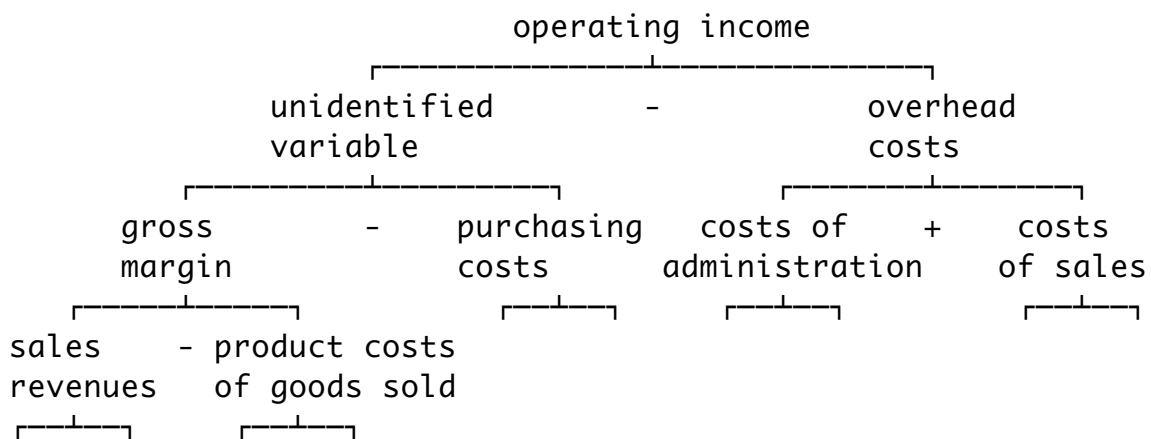 operating income
unidentified - overhead
variable costs
gross - purchasing costs of + costs
margin costs administration of sales
sales - product costs
revenues of goods sold